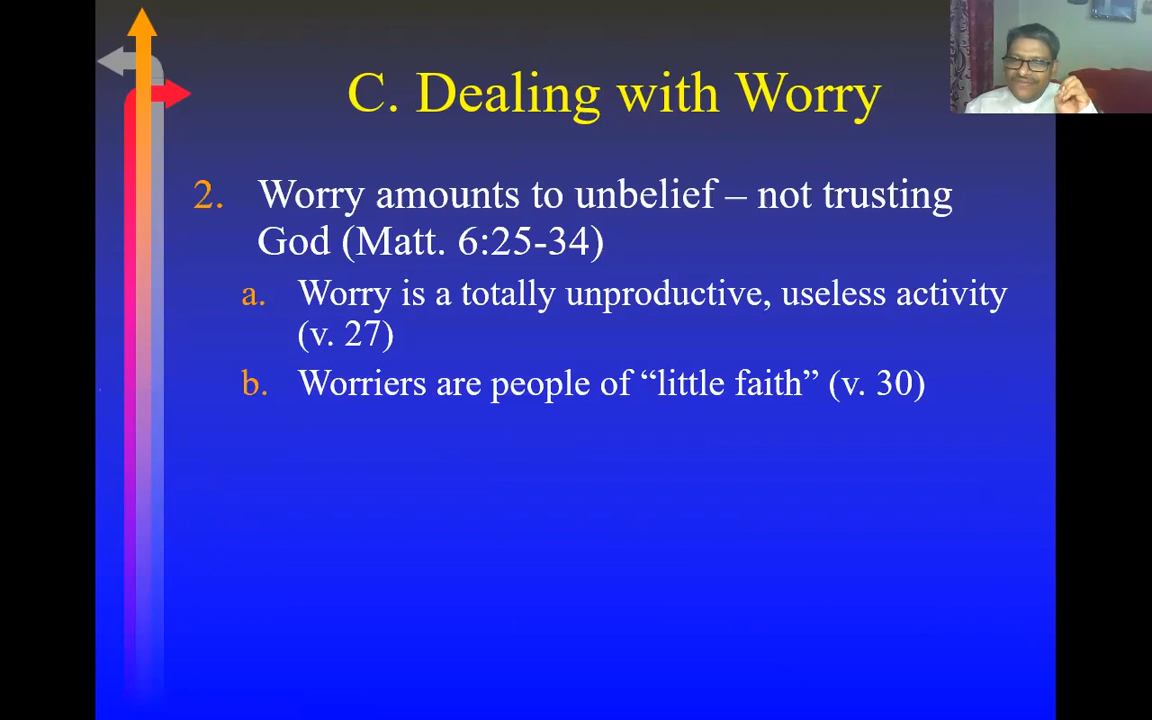 C. Dealing with Worry
2. Worry amounts to unbelief – not trusting
God (Matt. 6:25-34)
a. Worry is a totally unproductive, useless activity
(v. 27)
b. Worriers are people of “little faith” (v. 30)